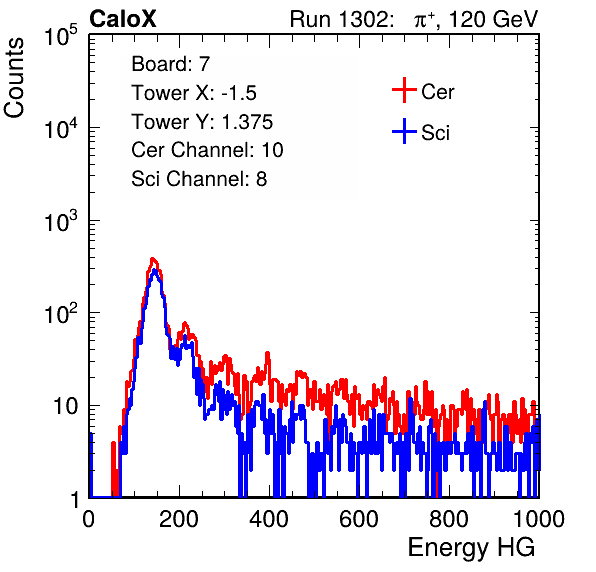 CaloX Run 1302: π⁺, 120 GeV
Counts
Board: 7
Tower X: -1.5
Tower Y: 1.375
Cer Channel: 10
Sci Channel: 8
Cer
Sci
10⁵
10⁴
10³
10²
10
1
0 200 400 600 800 1000
Energy HG